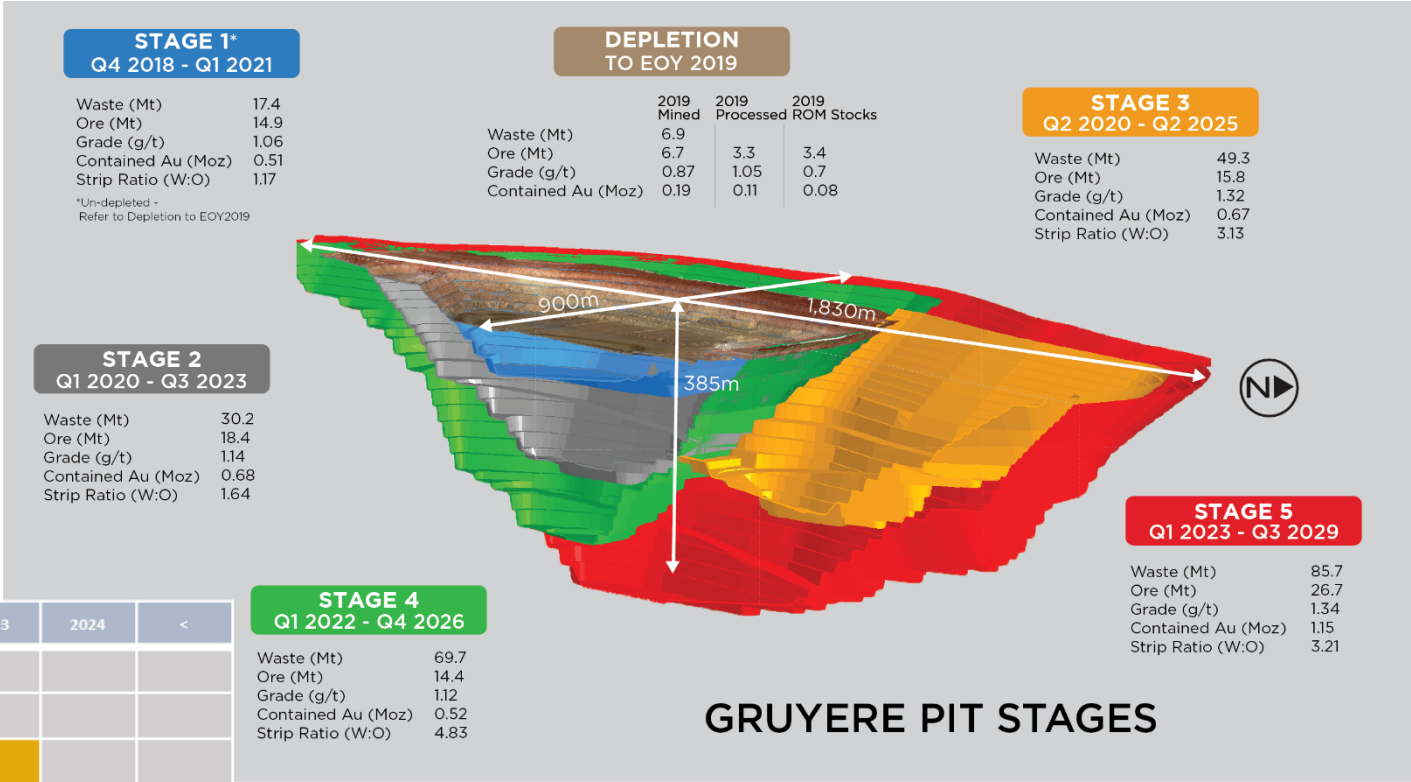 STAGE 1*
Q4 2018 - Q1 2021
Waste (Mt) 17.4
Ore (Mt) 14.9
Grade (g/t) 1.06
Contained Au (Moz) 0.51
Strip Ratio (W:O) 1.17
*Un-depleted -
Refer to Depletion to EOY2019
DEPLETION
TO EOY 2019
2019 2019 2019
Mined Processed ROM Stocks
Waste (Mt) 6.9
Ore (Mt) 6.7 3.3 3.4
Grade (g/t) 0.87 1.05 0.7
Contained Au (Moz) 0.19 0.11 0.08
STAGE 3
Q2 2020 - Q2 2025
Waste (Mt) 49.3
Ore (Mt) 15.8
Grade (g/t) 1.32
Contained Au (Moz) 0.67
Strip Ratio (W:O) 3.13
900m
1,830m
385m
N
STAGE 2
Q1 2020 - Q3 2023
Waste (Mt) 30.2
Ore (Mt) 18.4
Grade (g/t) 1.14
Contained Au (Moz) 0.68
Strip Ratio (W:O) 1.64
STAGE 5
Q1 2023 - Q3 2029
Waste (Mt) 85.7
Ore (Mt) 26.7
Grade (g/t) 1.34
Contained Au (Moz) 1.15
Strip Ratio (W:O) 3.21
3 2024 <
STAGE 4
Q1 2022 - Q4 2026
Waste (Mt) 69.7
Ore (Mt) 14.4
Grade (g/t) 1.12
Contained Au (Moz) 0.52
Strip Ratio (W:O) 4.83
GRUYERE PIT STAGES